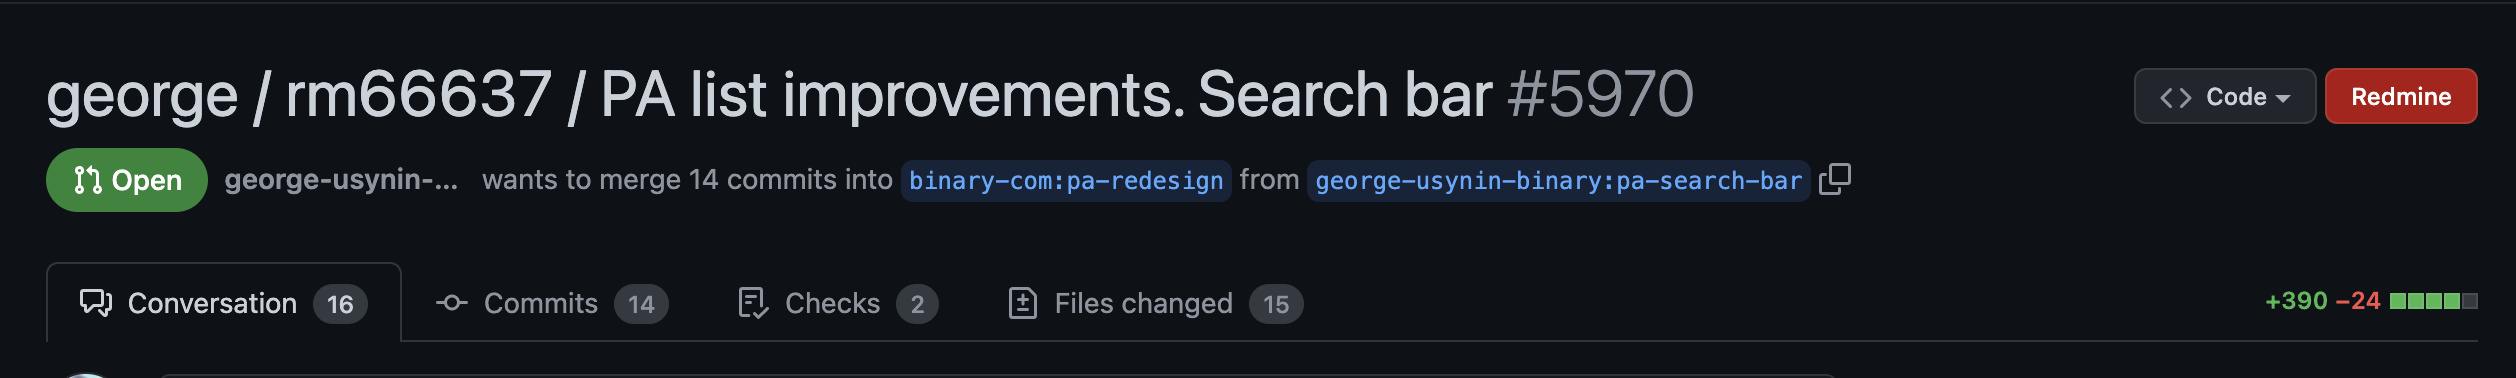 george / rm66637 / PA list improvements. Search bar #5970
Code
Redmine
Open
george-usynin-... wants to merge 14 commits into binary-com:pa-redesign from george-usynin-binary:pa-search-bar
Conversation 16
Commits 14
Checks 2
Files changed 15
+390 −24